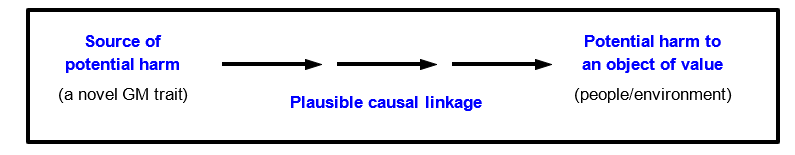 Source of
potential harm
(a novel GM trait)
Plausible causal linkage
Potential harm to
an object of value
(people/environment)